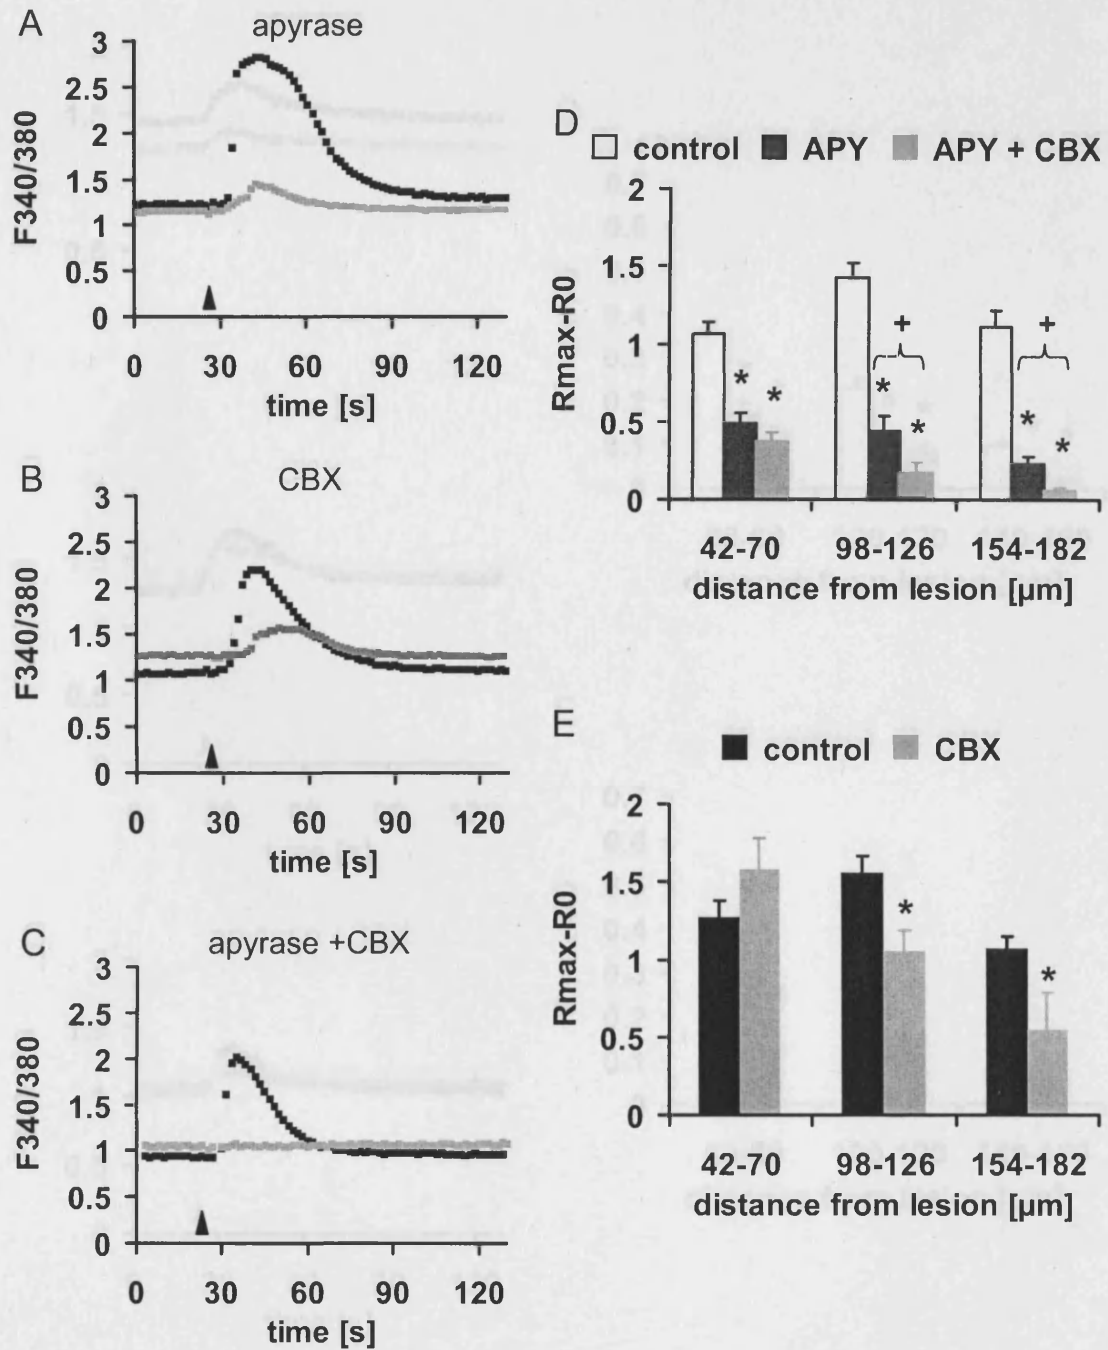 A
apyrase
3
2.5
2
1.5
1
0.5
0
F340/380
0 30 60 90 120
time [s]
B
CBX
3
2.5
2
1.5
1
0.5
0
F340/380
0 30 60 90 120
time [s]
C
apyrase +CBX
3
2.5
2
1.5
1
0.5
0
F340/380
0 30 60 90 120
time [s]
D
control APY APY + CBX
2
1.5
1
0.5
0
Rmax-R0
* *
+
* *
+
* *
42-70 98-126 154-182
distance from lesion [µm]
E
control CBX
2
1.5
1
0.5
0
Rmax-R0
*
*
42-70 98-126 154-182
distance from lesion [µm]